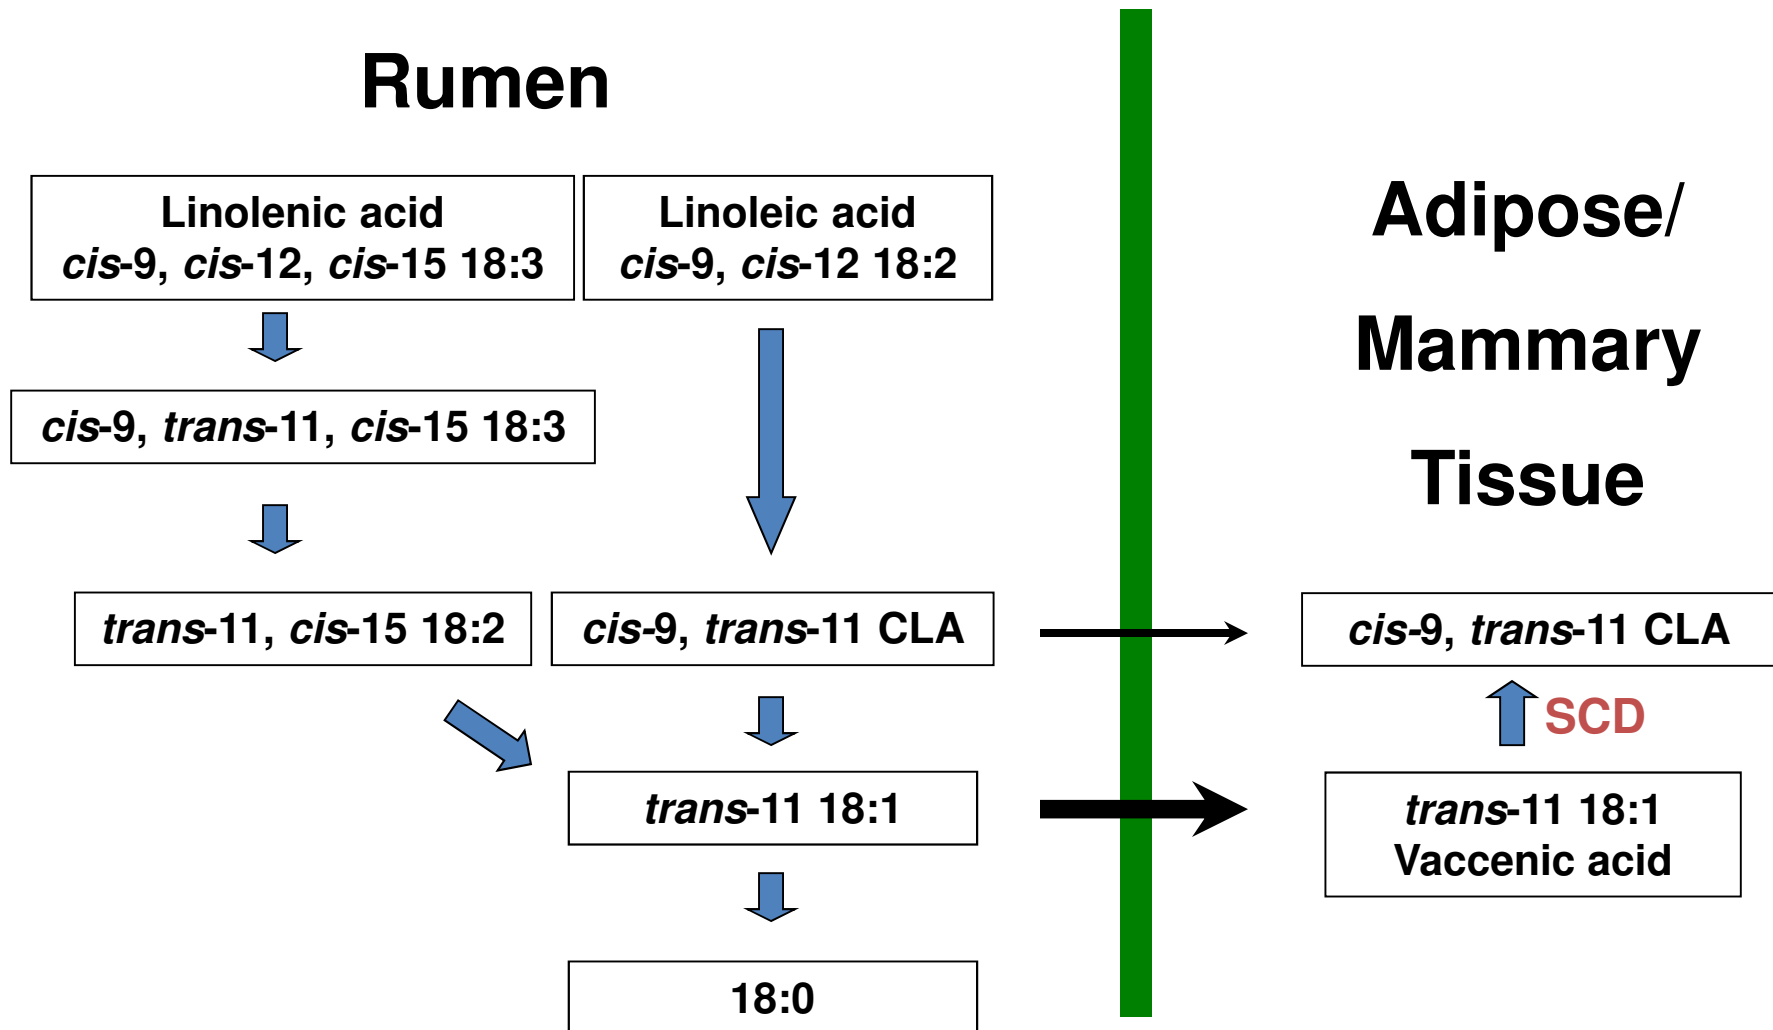 Rumen
Linolenic acid
cis-9, cis-12, cis-15 18:3
Linoleic acid
cis-9, cis-12 18:2
cis-9, trans-11, cis-15 18:3
trans-11, cis-15 18:2
cis-9, trans-11 CLA
trans-11 18:1
18:0
Adipose/
Mammary
Tissue
cis-9, trans-11 CLA
SCD
trans-11 18:1
Vaccenic acid